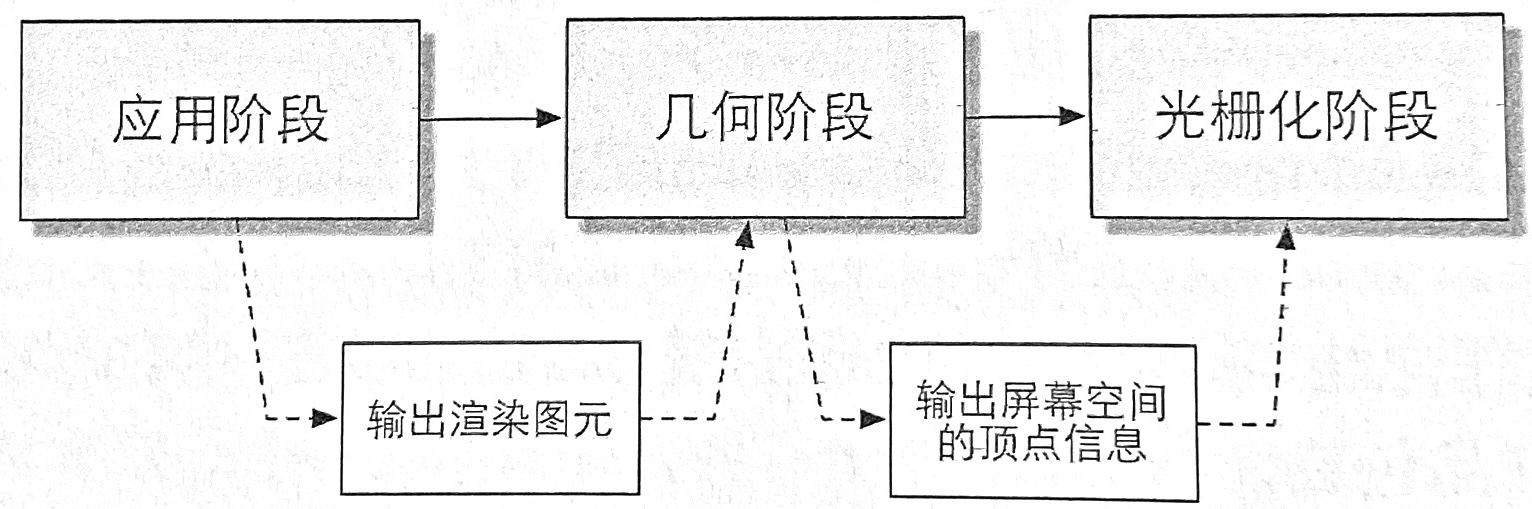 应用阶段
几何阶段
光栅化阶段
输出渲染图元
输出屏幕空间
的顶点信息